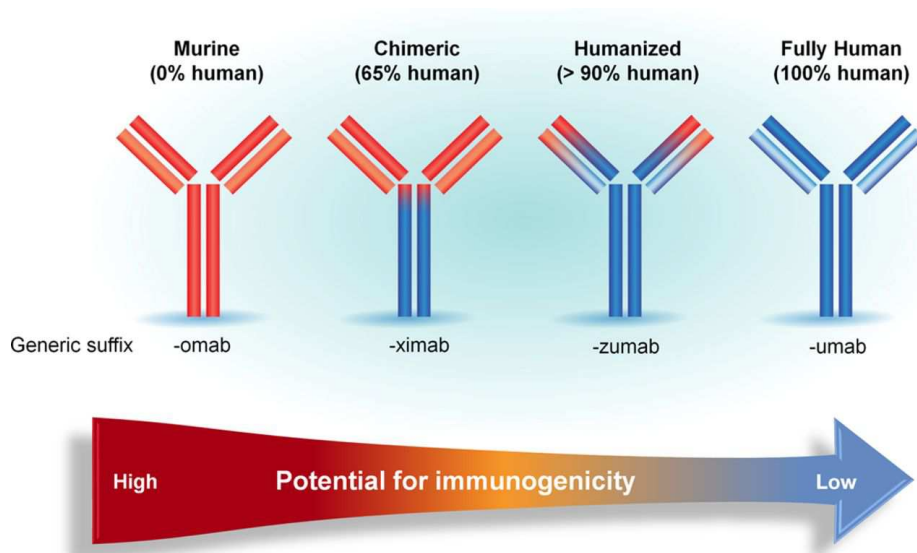 Murine
(0% human)
Chimeric
(65% human)
Humanized
(> 90% human)
Fully Human
(100% human)
Generic suffix
-omab
-ximab
-zumab
-umab
High
Potential for immunogenicity
Low